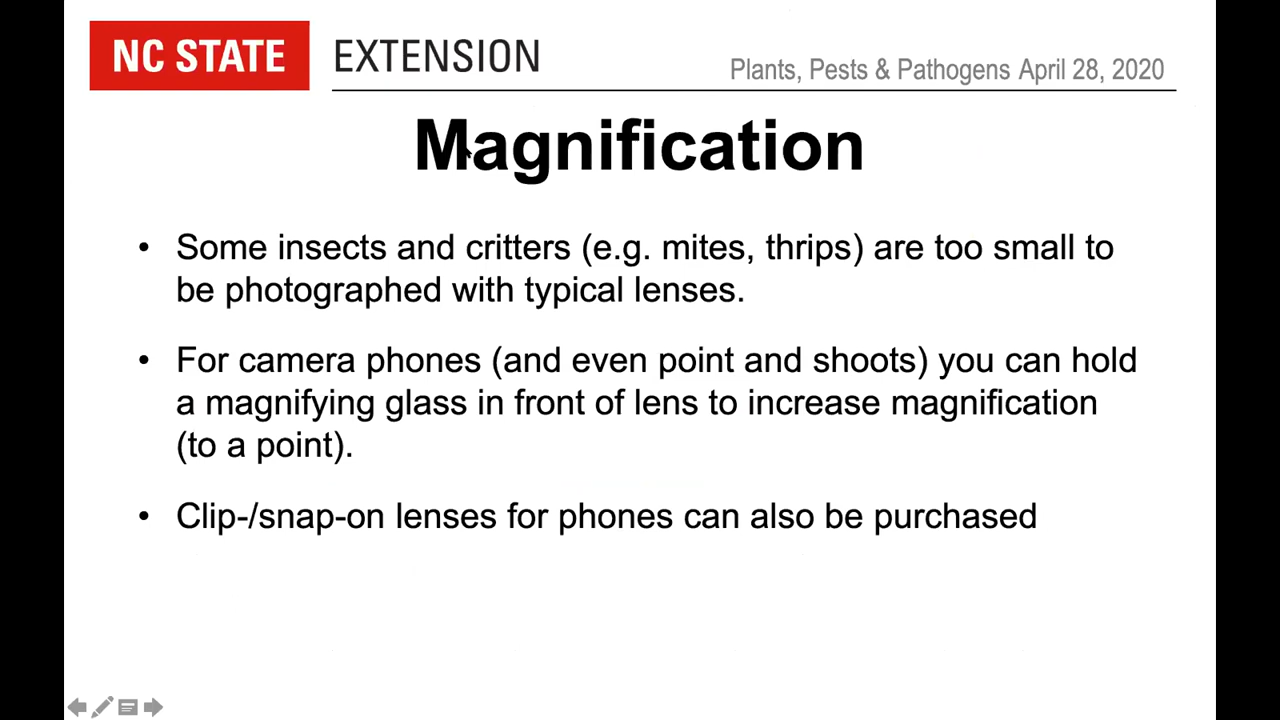 NC STATE EXTENSION
Plants, Pests & Pathogens April 28, 2020
Magnification
• Some insects and critters (e.g. mites, thrips) are too small to
be photographed with typical lenses.
• For camera phones (and even point and shoots) you can hold
a magnifying glass in front of lens to increase magnification
(to a point).
• Clip-/snap-on lenses for phones can also be purchased